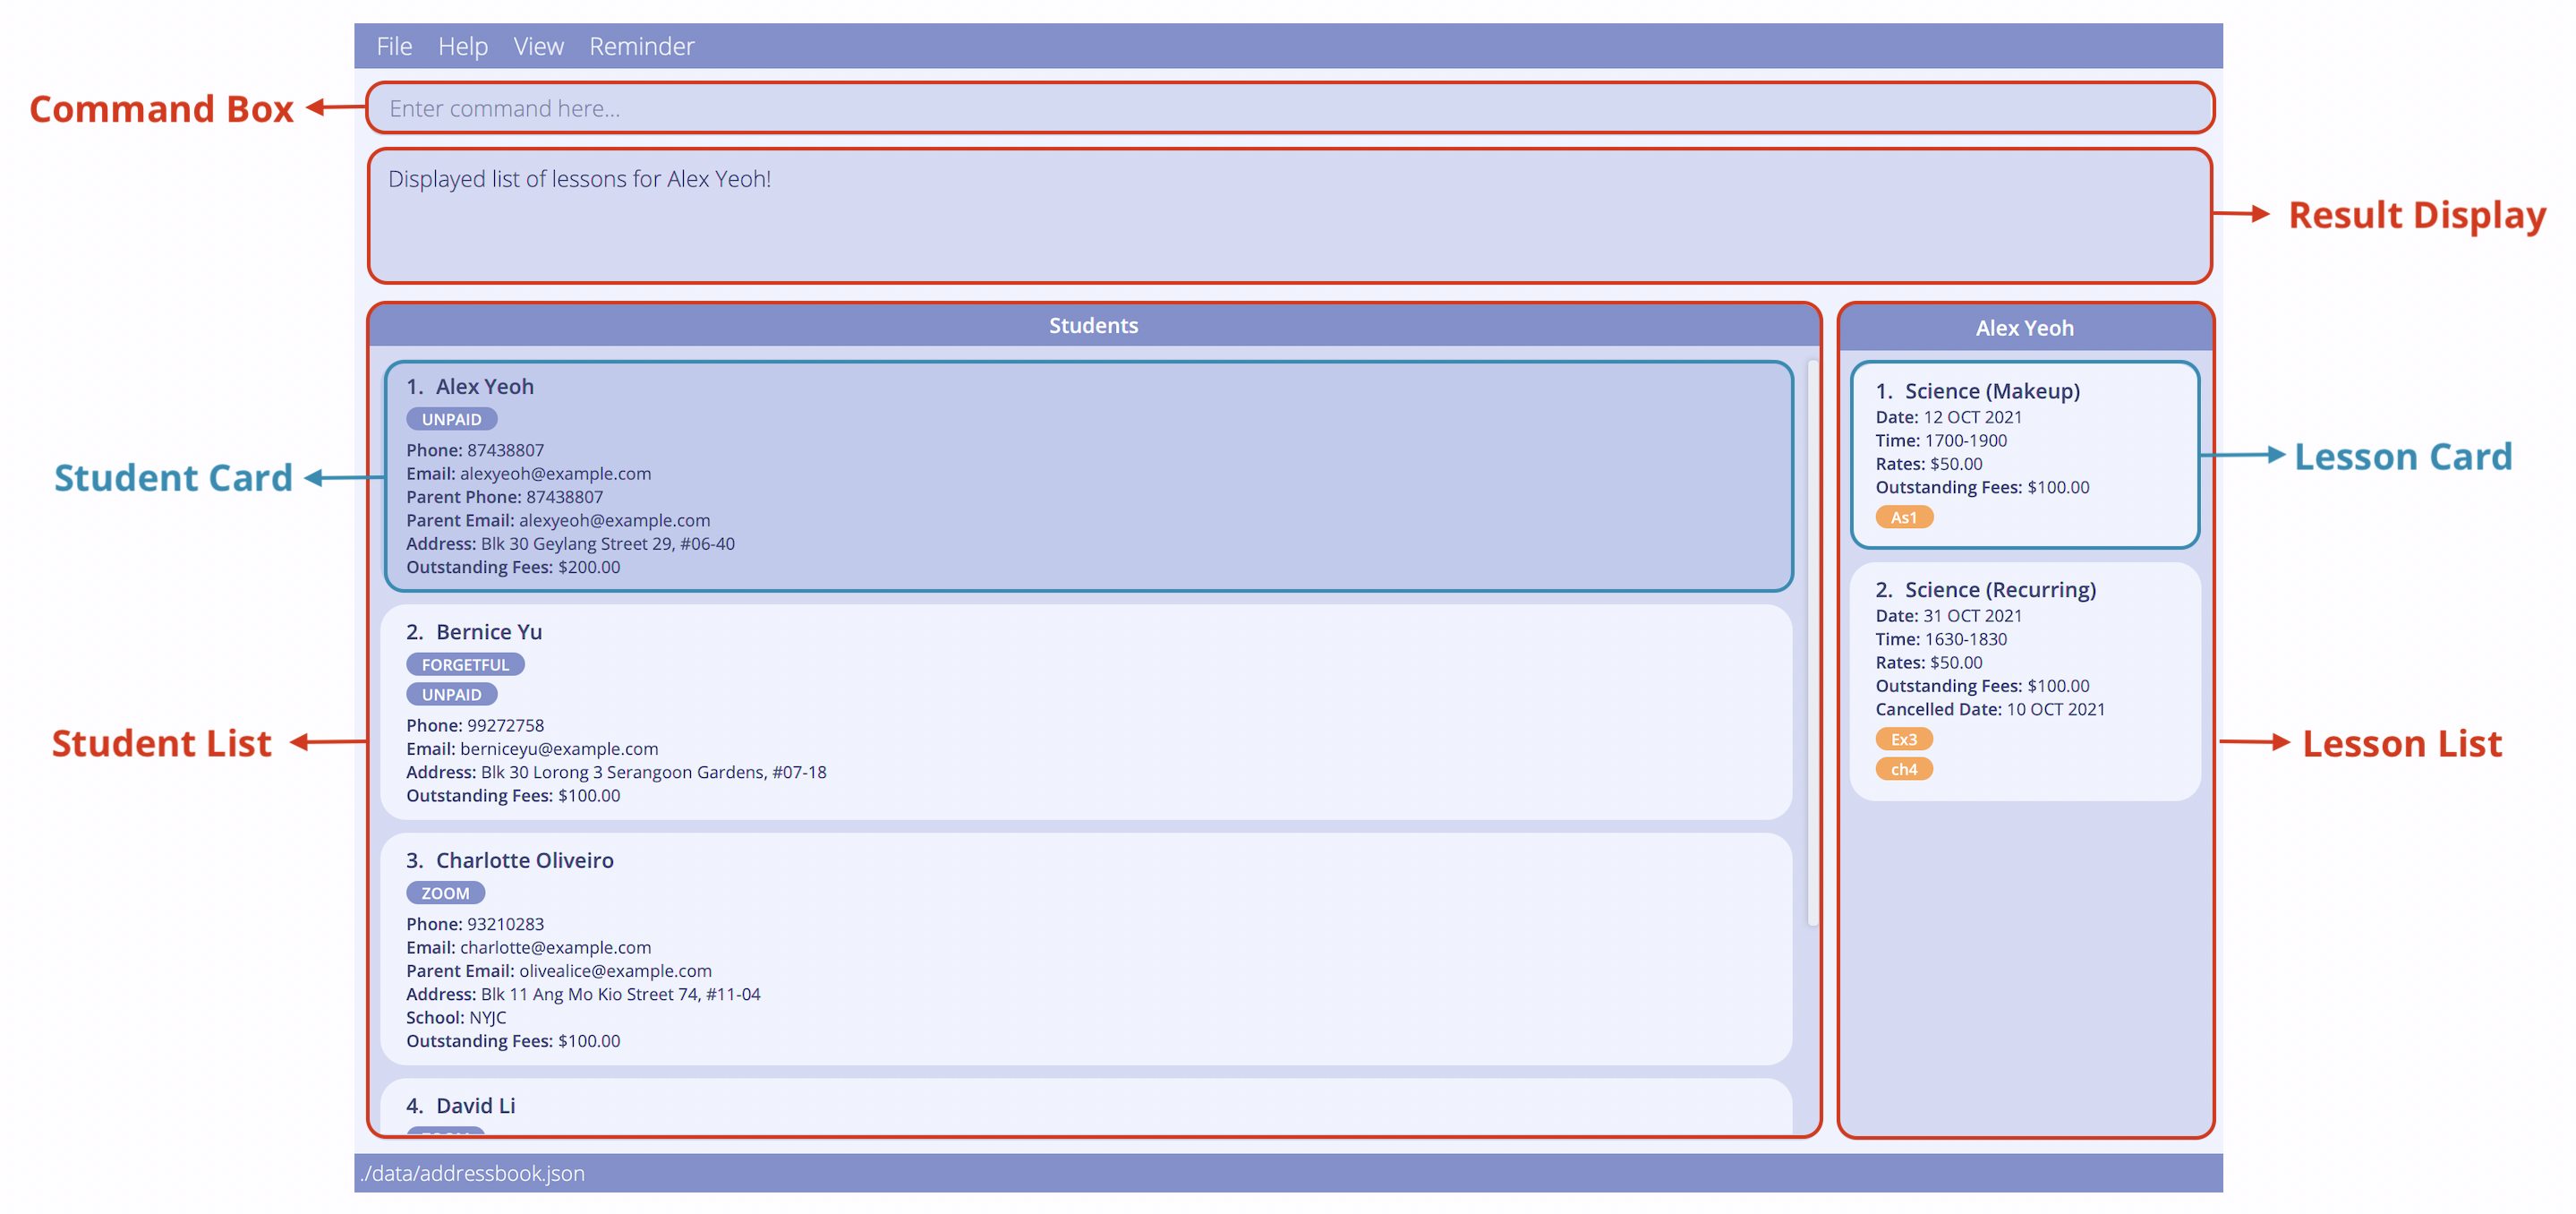 File Help View Reminder
Command Box
Enter command here...
Displayed list of lessons for Alex Yeoh!
Result Display
Students
1. Alex Yeoh
UNPAID
Phone: 87438807
Email: alexyeoh@example.com
Parent Phone: 87438807
Parent Email: alexyeoh@example.com
Address: Blk 30 Geylang Street 29, #06-40
Outstanding Fees: $200.00
Student Card
2. Bernice Yu
FORGETFUL
UNPAID
Phone: 99272758
Email: berniceyu@example.com
Address: Blk 30 Lorong 3 Serangoon Gardens, #07-18
Outstanding Fees: $100.00
Student List
3. Charlotte Oliveiro
ZOOM
Phone: 93210283
Email: charlotte@example.com
Parent Email: olivealice@example.com
Address: Blk 11 Ang Mo Kio Street 74, #11-04
School: NYJC
Outstanding Fees: $100.00
4. David Li
Alex Yeoh
1. Science (Makeup)
Date: 12 OCT 2021
Time: 1700-1900
Rates: $50.00
Outstanding Fees: $100.00
As1
Lesson Card
2. Science (Recurring)
Date: 31 OCT 2021
Time: 1630-1830
Rates: $50.00
Outstanding Fees: $100.00
Cancelled Date: 10 OCT 2021
Ex3
ch4
Lesson List
./data/addressbook.json